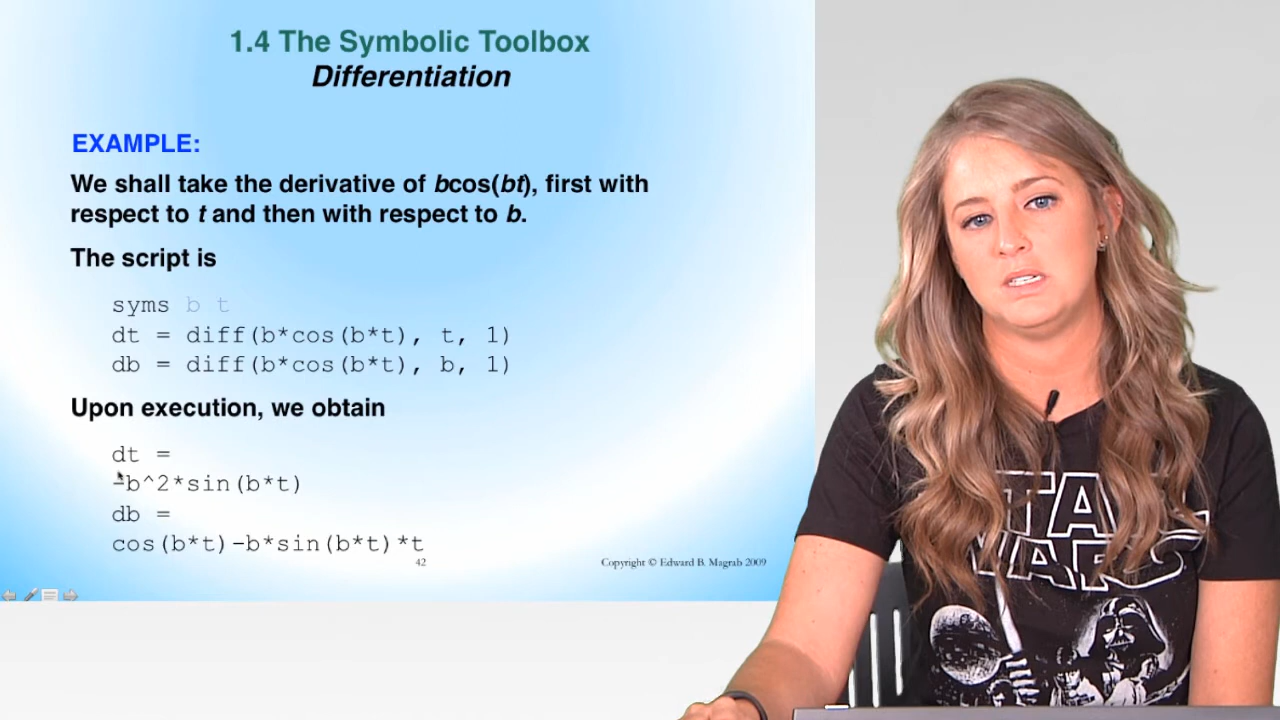 1.4 The Symbolic Toolbox
Differentiation
EXAMPLE:
We shall take the derivative of bcos(bt), first with
respect to t and then with respect to b.
The script is
syms b t
dt = diff(b*cos(b*t), t, 1)
db = diff(b*cos(b*t), b, 1)
Upon execution, we obtain
dt =
-b^2*sin(b*t)
db =
cos(b*t)-b*sin(b*t)*t
42
Copyright © Edward B. Magrab 2009
STAR
WARS